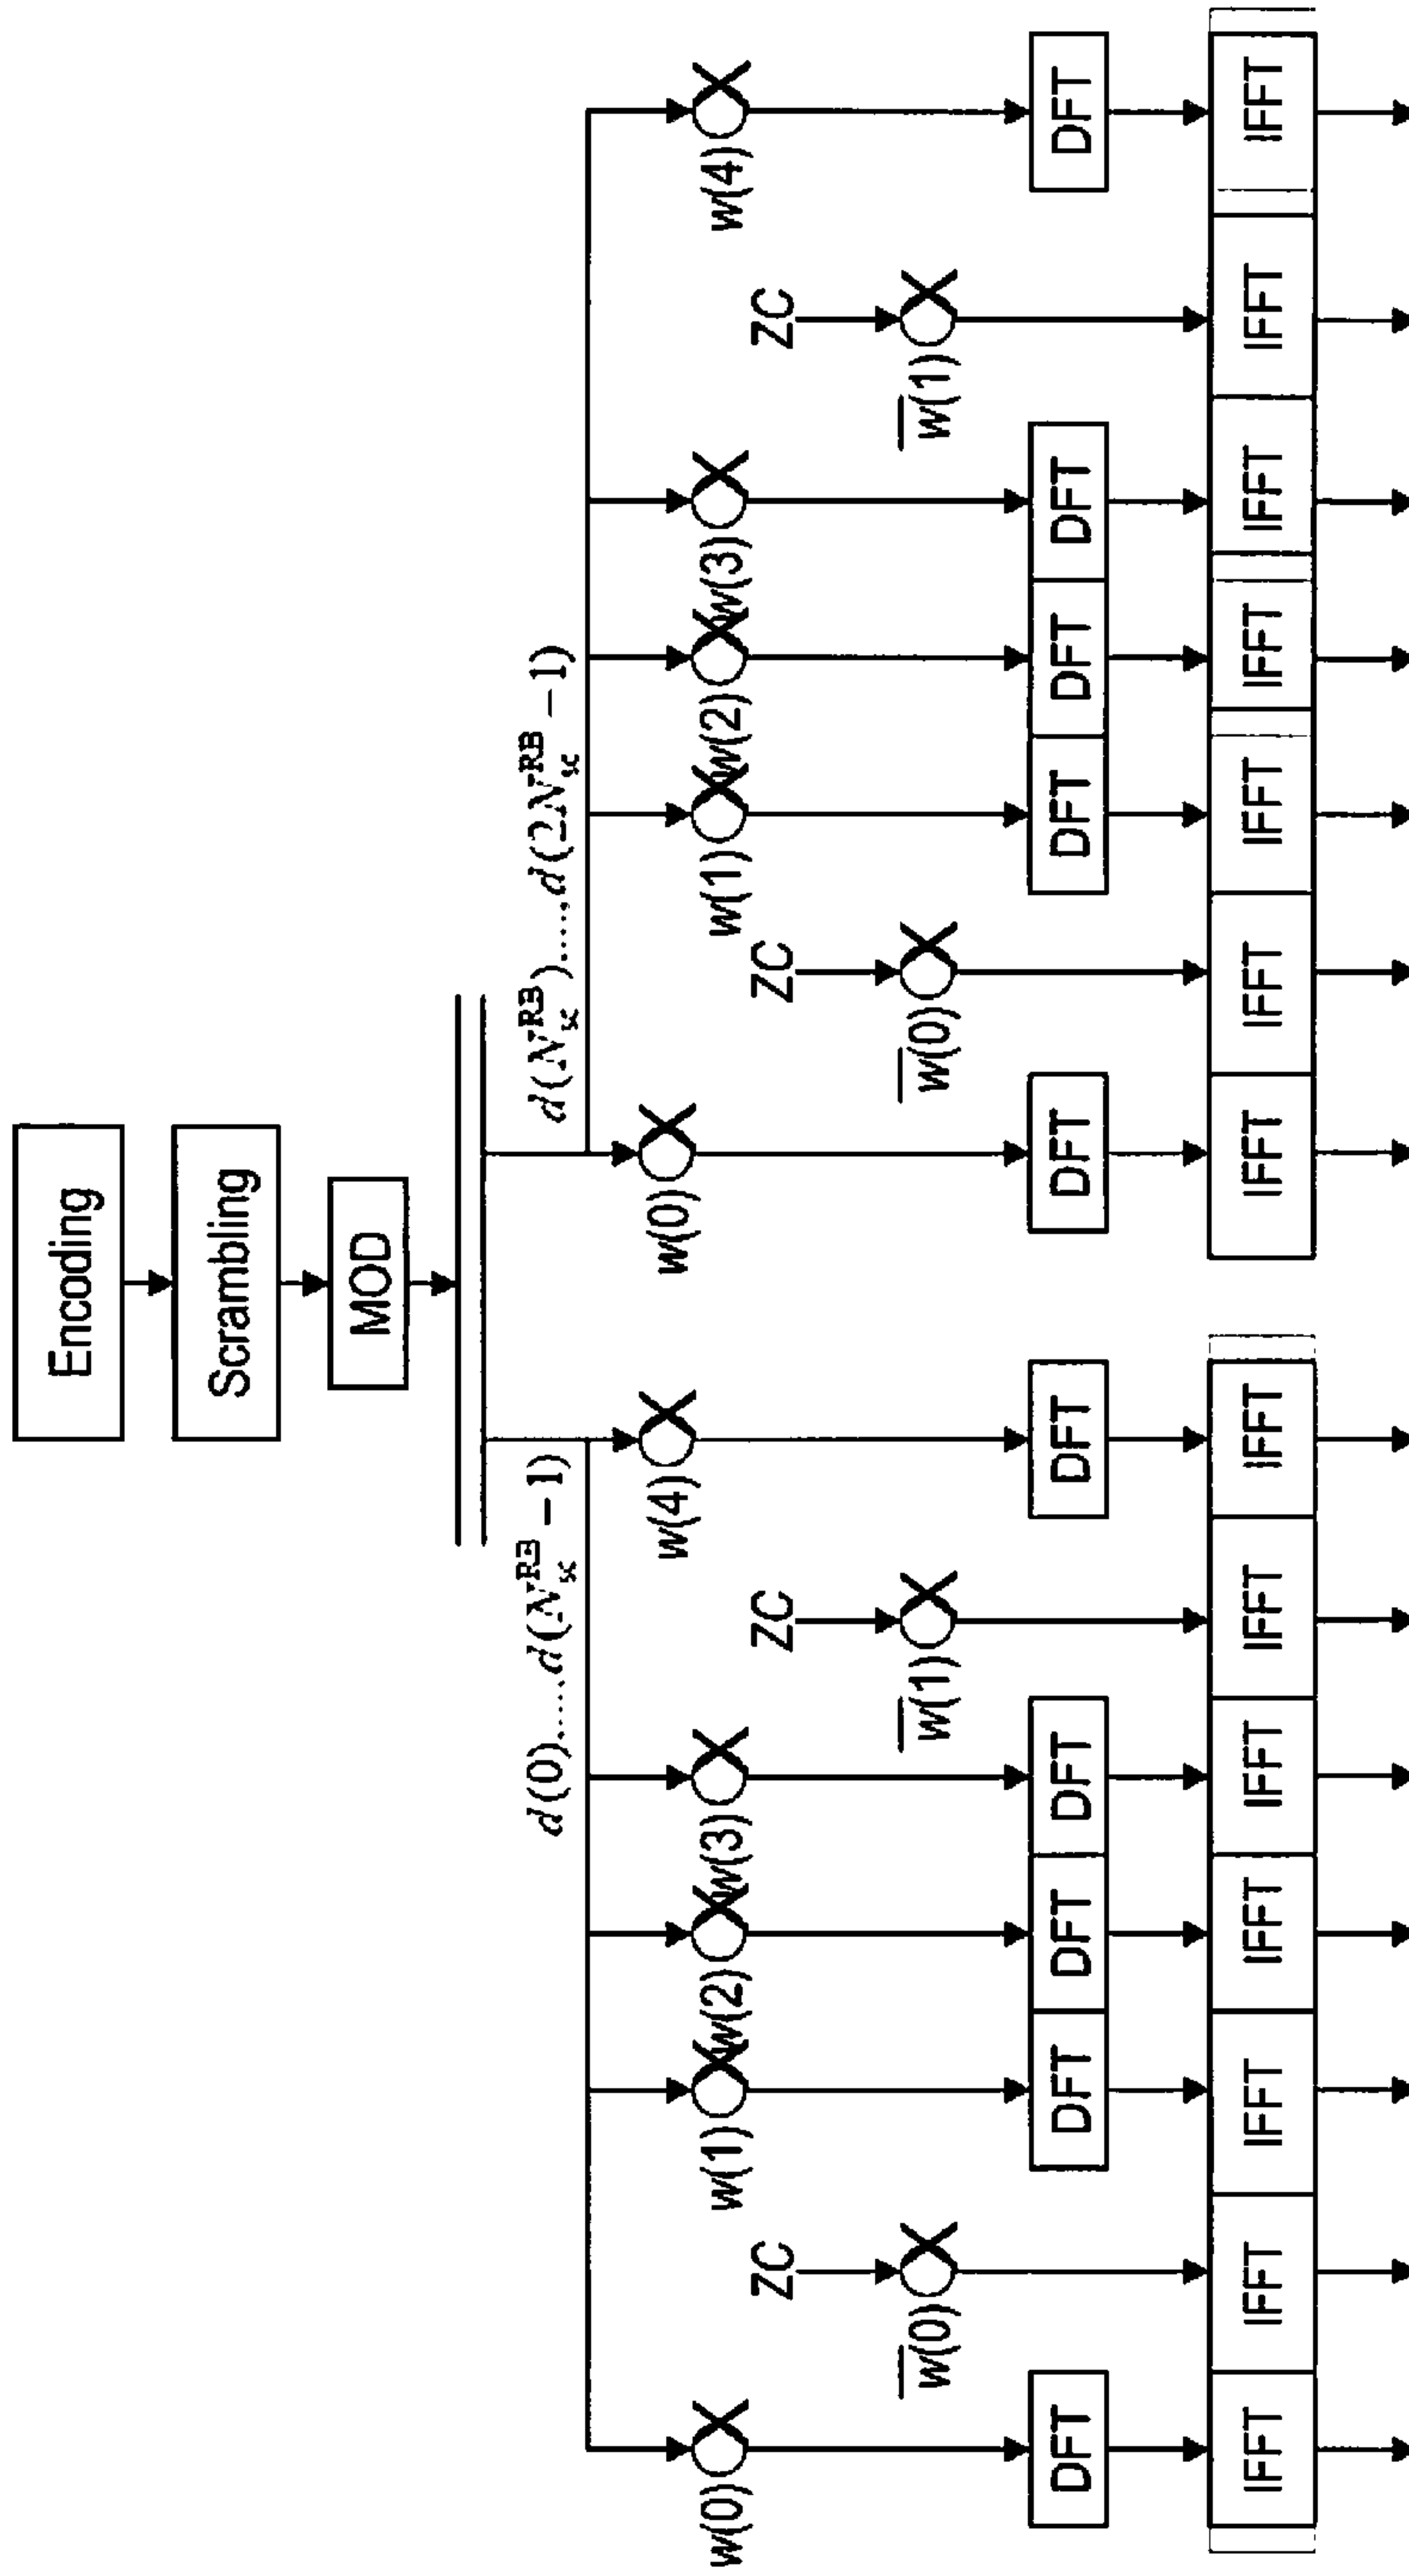 Encoding
Scrambling
MOD
d(0).....d(N_sc^RB − 1)
d(N_sc^RB).....d(2N_sc^RB − 1)
w(4)
w(0)
w(0)
w(1)
w(2)
w(3)
w(1)
w(2)
w(3)
w(4)
ZC
ZC
ZC
ZC
w̅(0)
w̅(1)
w̅(0)
w̅(1)
DFT
DFT
DFT
DFT
DFT
DFT
DFT
DFT
DFT
DFT
IFFT
IFFT
IFFT
IFFT
IFFT
IFFT
IFFT
IFFT
IFFT
IFFT
IFFT
IFFT
IFFT
IFFT